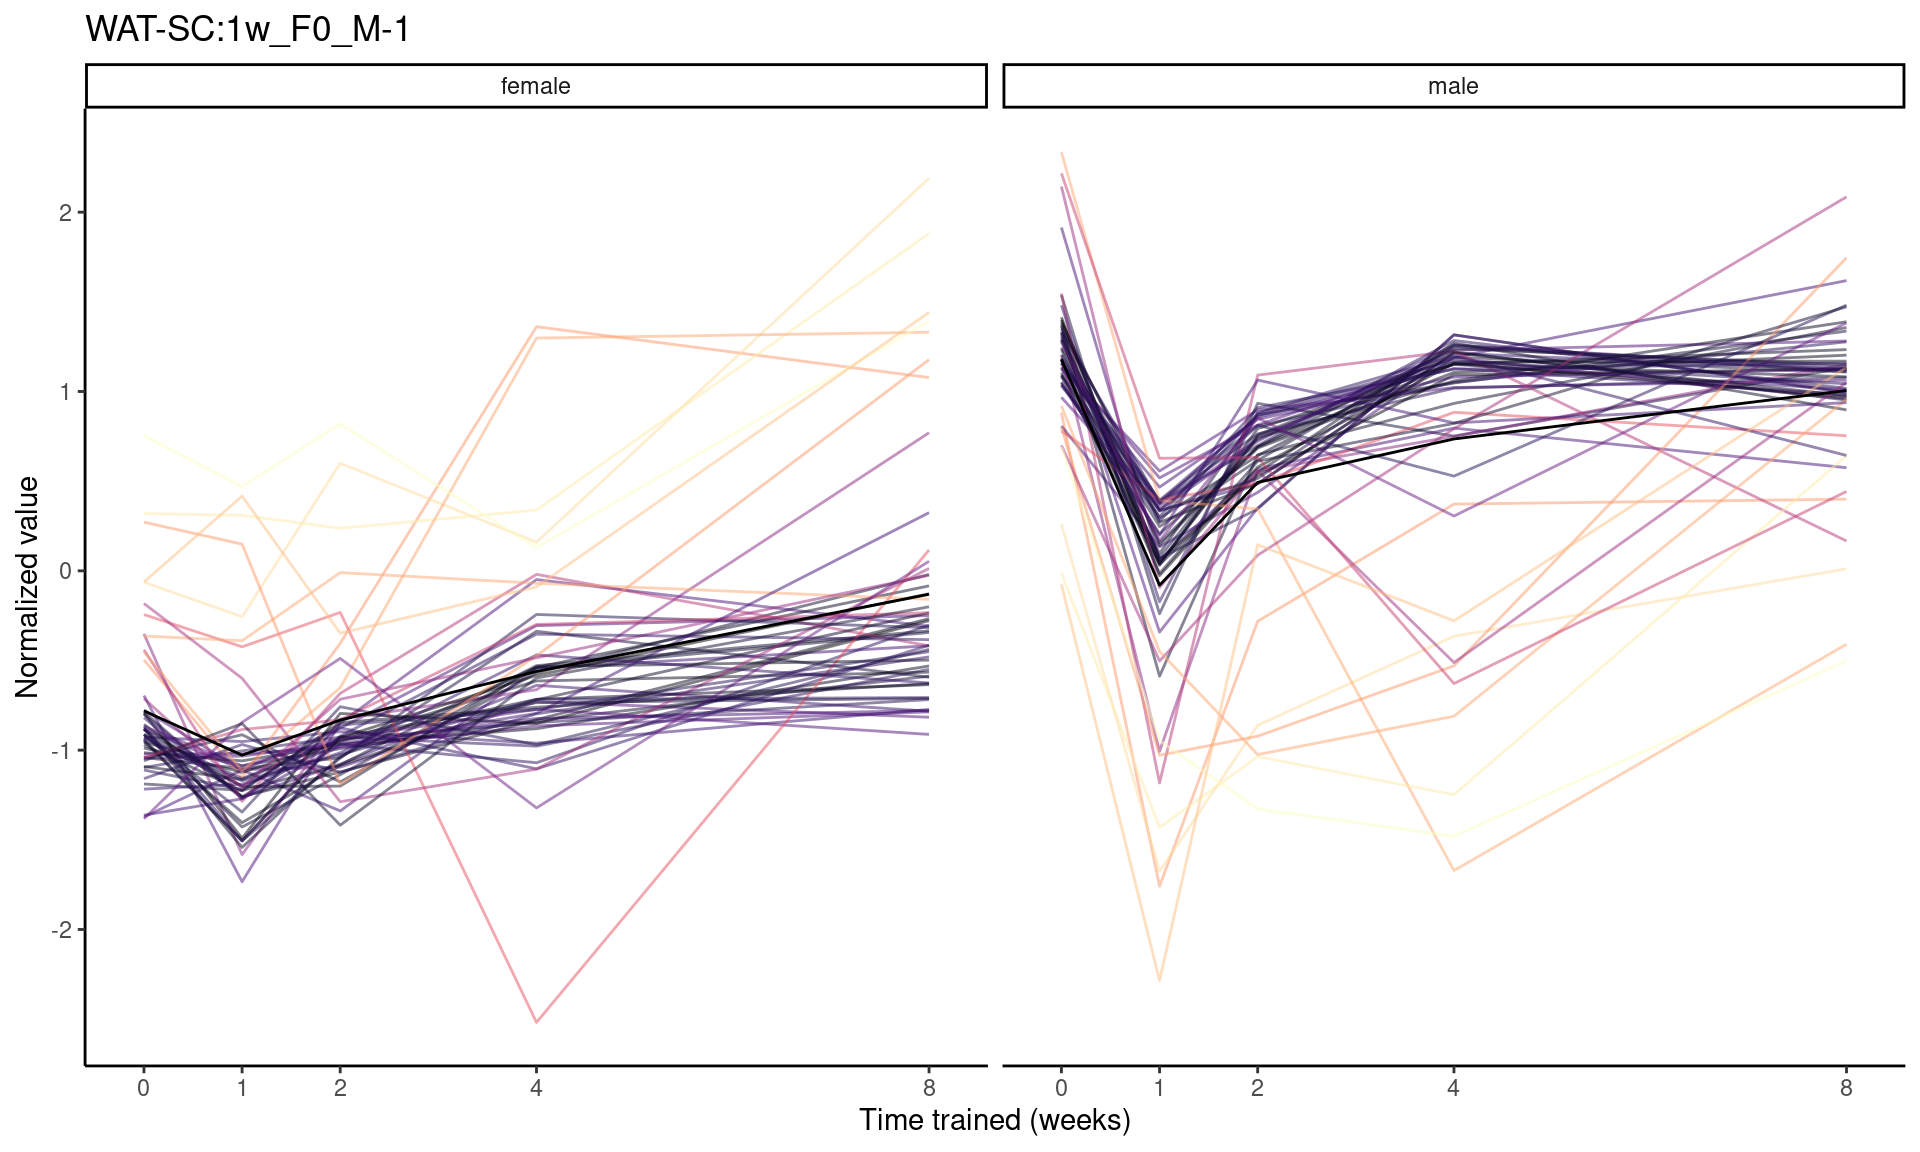 WAT-SC:1w_F0_M-1
female
male
Normalized value
2
1
0
-1
-2
0 1 2 4 8
0 1 2 4 8
Time trained (weeks)